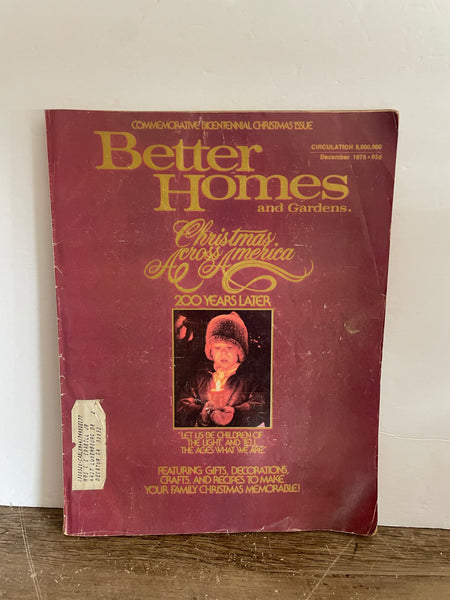 COMMEMORATIVE BICENTENNIAL CHRISTMAS ISSUE
Better
Homes
and Gardens.
CIRCULATION 8,000,000
December 1975 • 95¢
Christmas
Across America
200 YEARS LATER
"LET US BE CHILDREN OF
THE LIGHT, AND TELL
THE AGES WHAT WE ARE."
FEATURING GIFTS, DECORATIONS,
CRAFTS, AND RECIPES TO MAKE
YOUR FAMILY CHRISTMAS MEMORABLE!